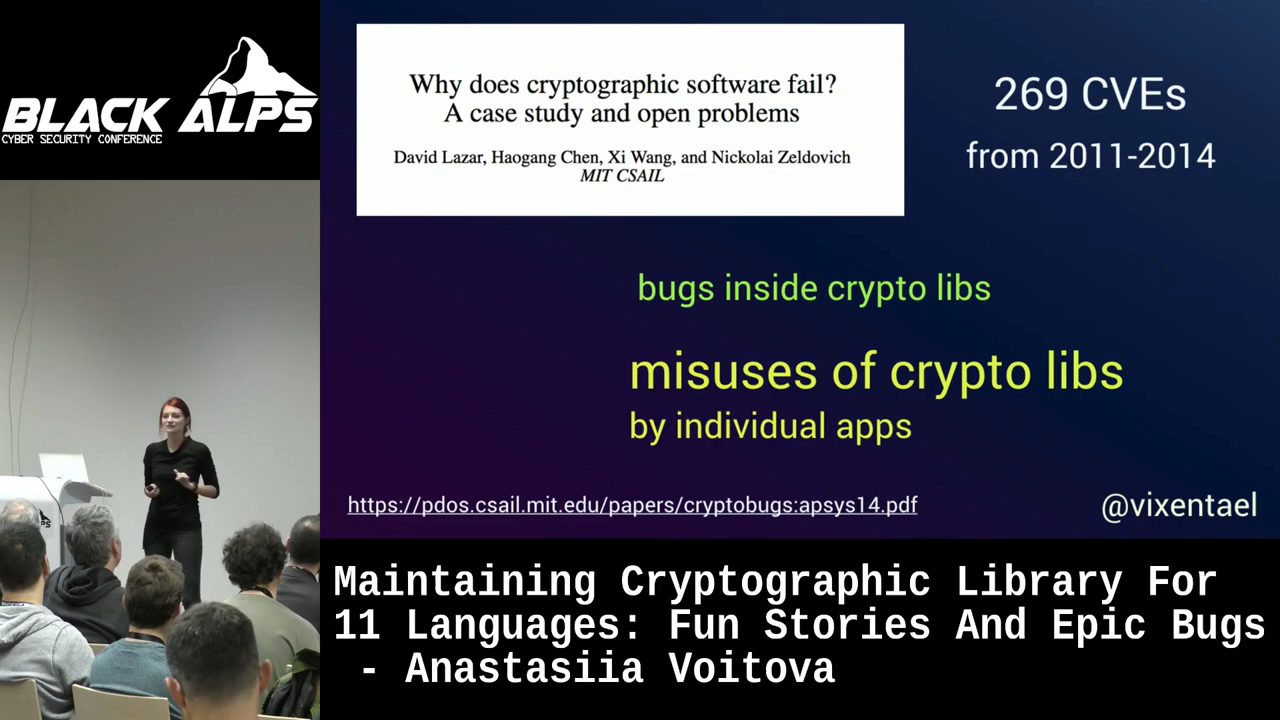 BLACK ALPS
CYBER SECURITY CONFERENCE
Why does cryptographic software fail?
A case study and open problems
David Lazar, Haogang Chen, Xi Wang, and Nickolai Zeldovich
MIT CSAIL
269 CVEs
from 2011-2014
bugs inside crypto libs
misuses of crypto libs
by individual apps
https://pdos.csail.mit.edu/papers/cryptobugs:apsys14.pdf
@vixentael
Maintaining Cryptographic Library For
11 Languages: Fun Stories And Epic Bugs
- Anastasiia Voitova